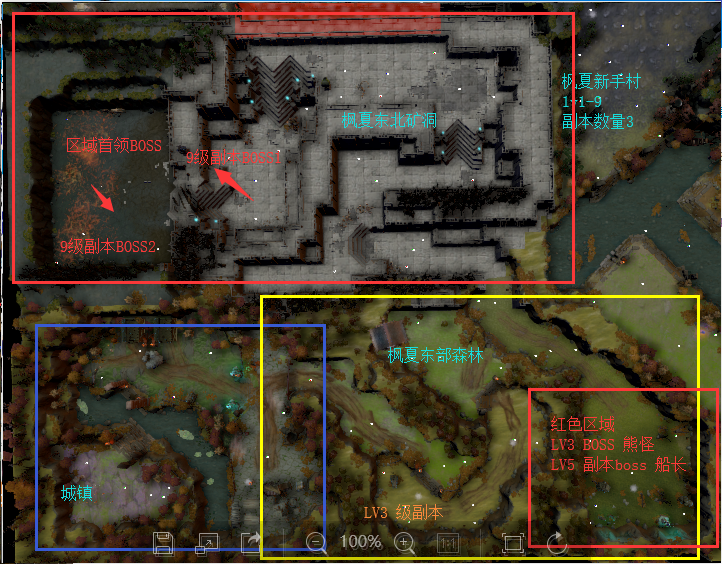 枫夏新手村
1-1-9
副本数量3
枫夏东北矿洞
区域首领BOSS
9级副本BOSS1
9级副本BOSS2
枫夏东部森林
红色区域
LV3 BOSS 熊怪
LV5 副本boss 船长
城镇
LV3 级副本
100%
1:1